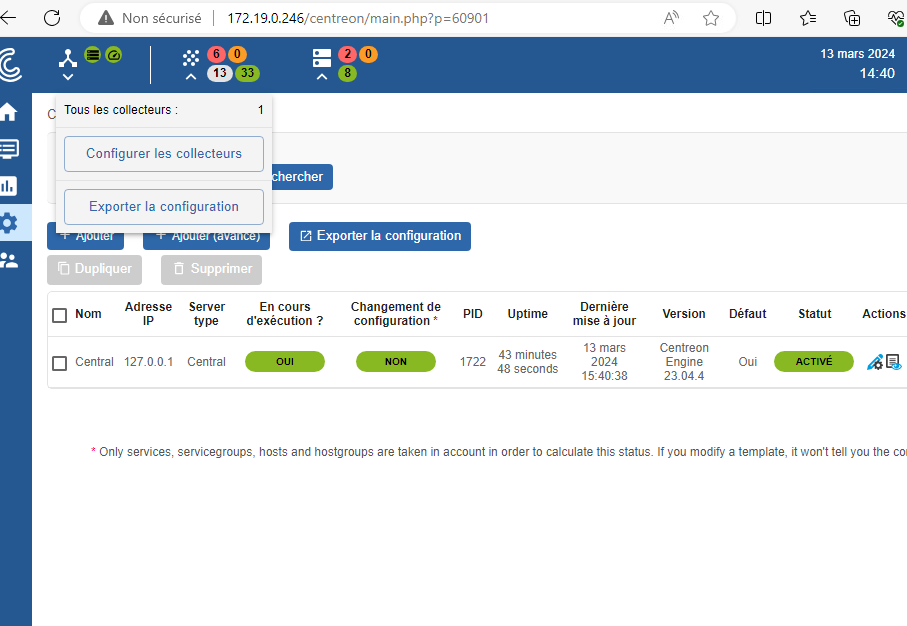 Non sécurisé
172.19.0.246/centreon/main.php?p=60901
6 0
13 33
2 0
8
13 mars 2024
14:40
C
Tous les collecteurs : 1
Configurer les collecteurs
chercher
Exporter la configuration
+ Ajouter
+ Ajouter (avancé)
Exporter la configuration
Dupliquer
Supprimer
Nom
Adresse IP
Server type
En cours d'exécution ?
Changement de configuration *
PID
Uptime
Dernière mise à jour
Version
Défaut
Statut
Actions
Central
127.0.0.1
Central
OUI
NON
1722
43 minutes 48 seconds
13 mars 2024 15:40:38
Centreon Engine 23.04.4
Oui
ACTIVÉ
* Only services, servicegroups, hosts and hostgroups are taken in account in order to calculate this status. If you modify a template, it won't tell you the co